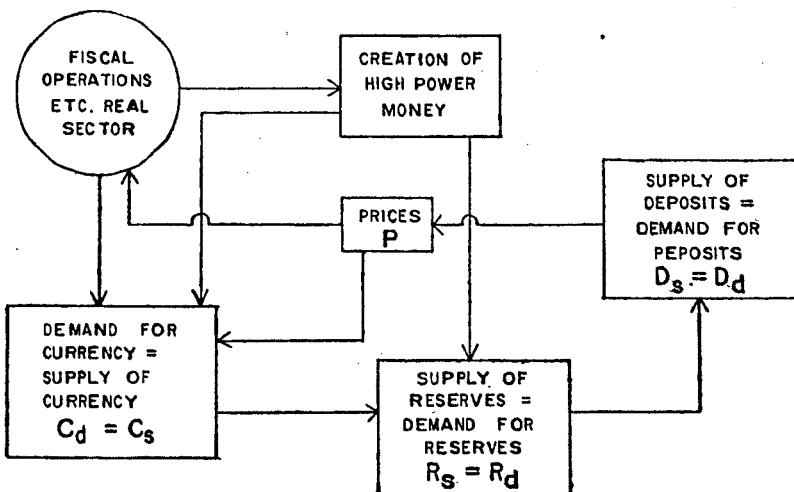 FISCAL
OPERATIONS
ETC. REAL
SECTOR
CREATION OF
HIGH POWER
MONEY
PRICES
P
SUPPLY OF
DEPOSITS =
DEMAND FOR
PEPOSITS
Ds = Dd
DEMAND FOR
CURRENCY =
SUPPLY OF
CURRENCY
Cd = Cs
SUPPLY OF
RESERVES =
DEMAND FOR
RESERVES
Rs = Rd